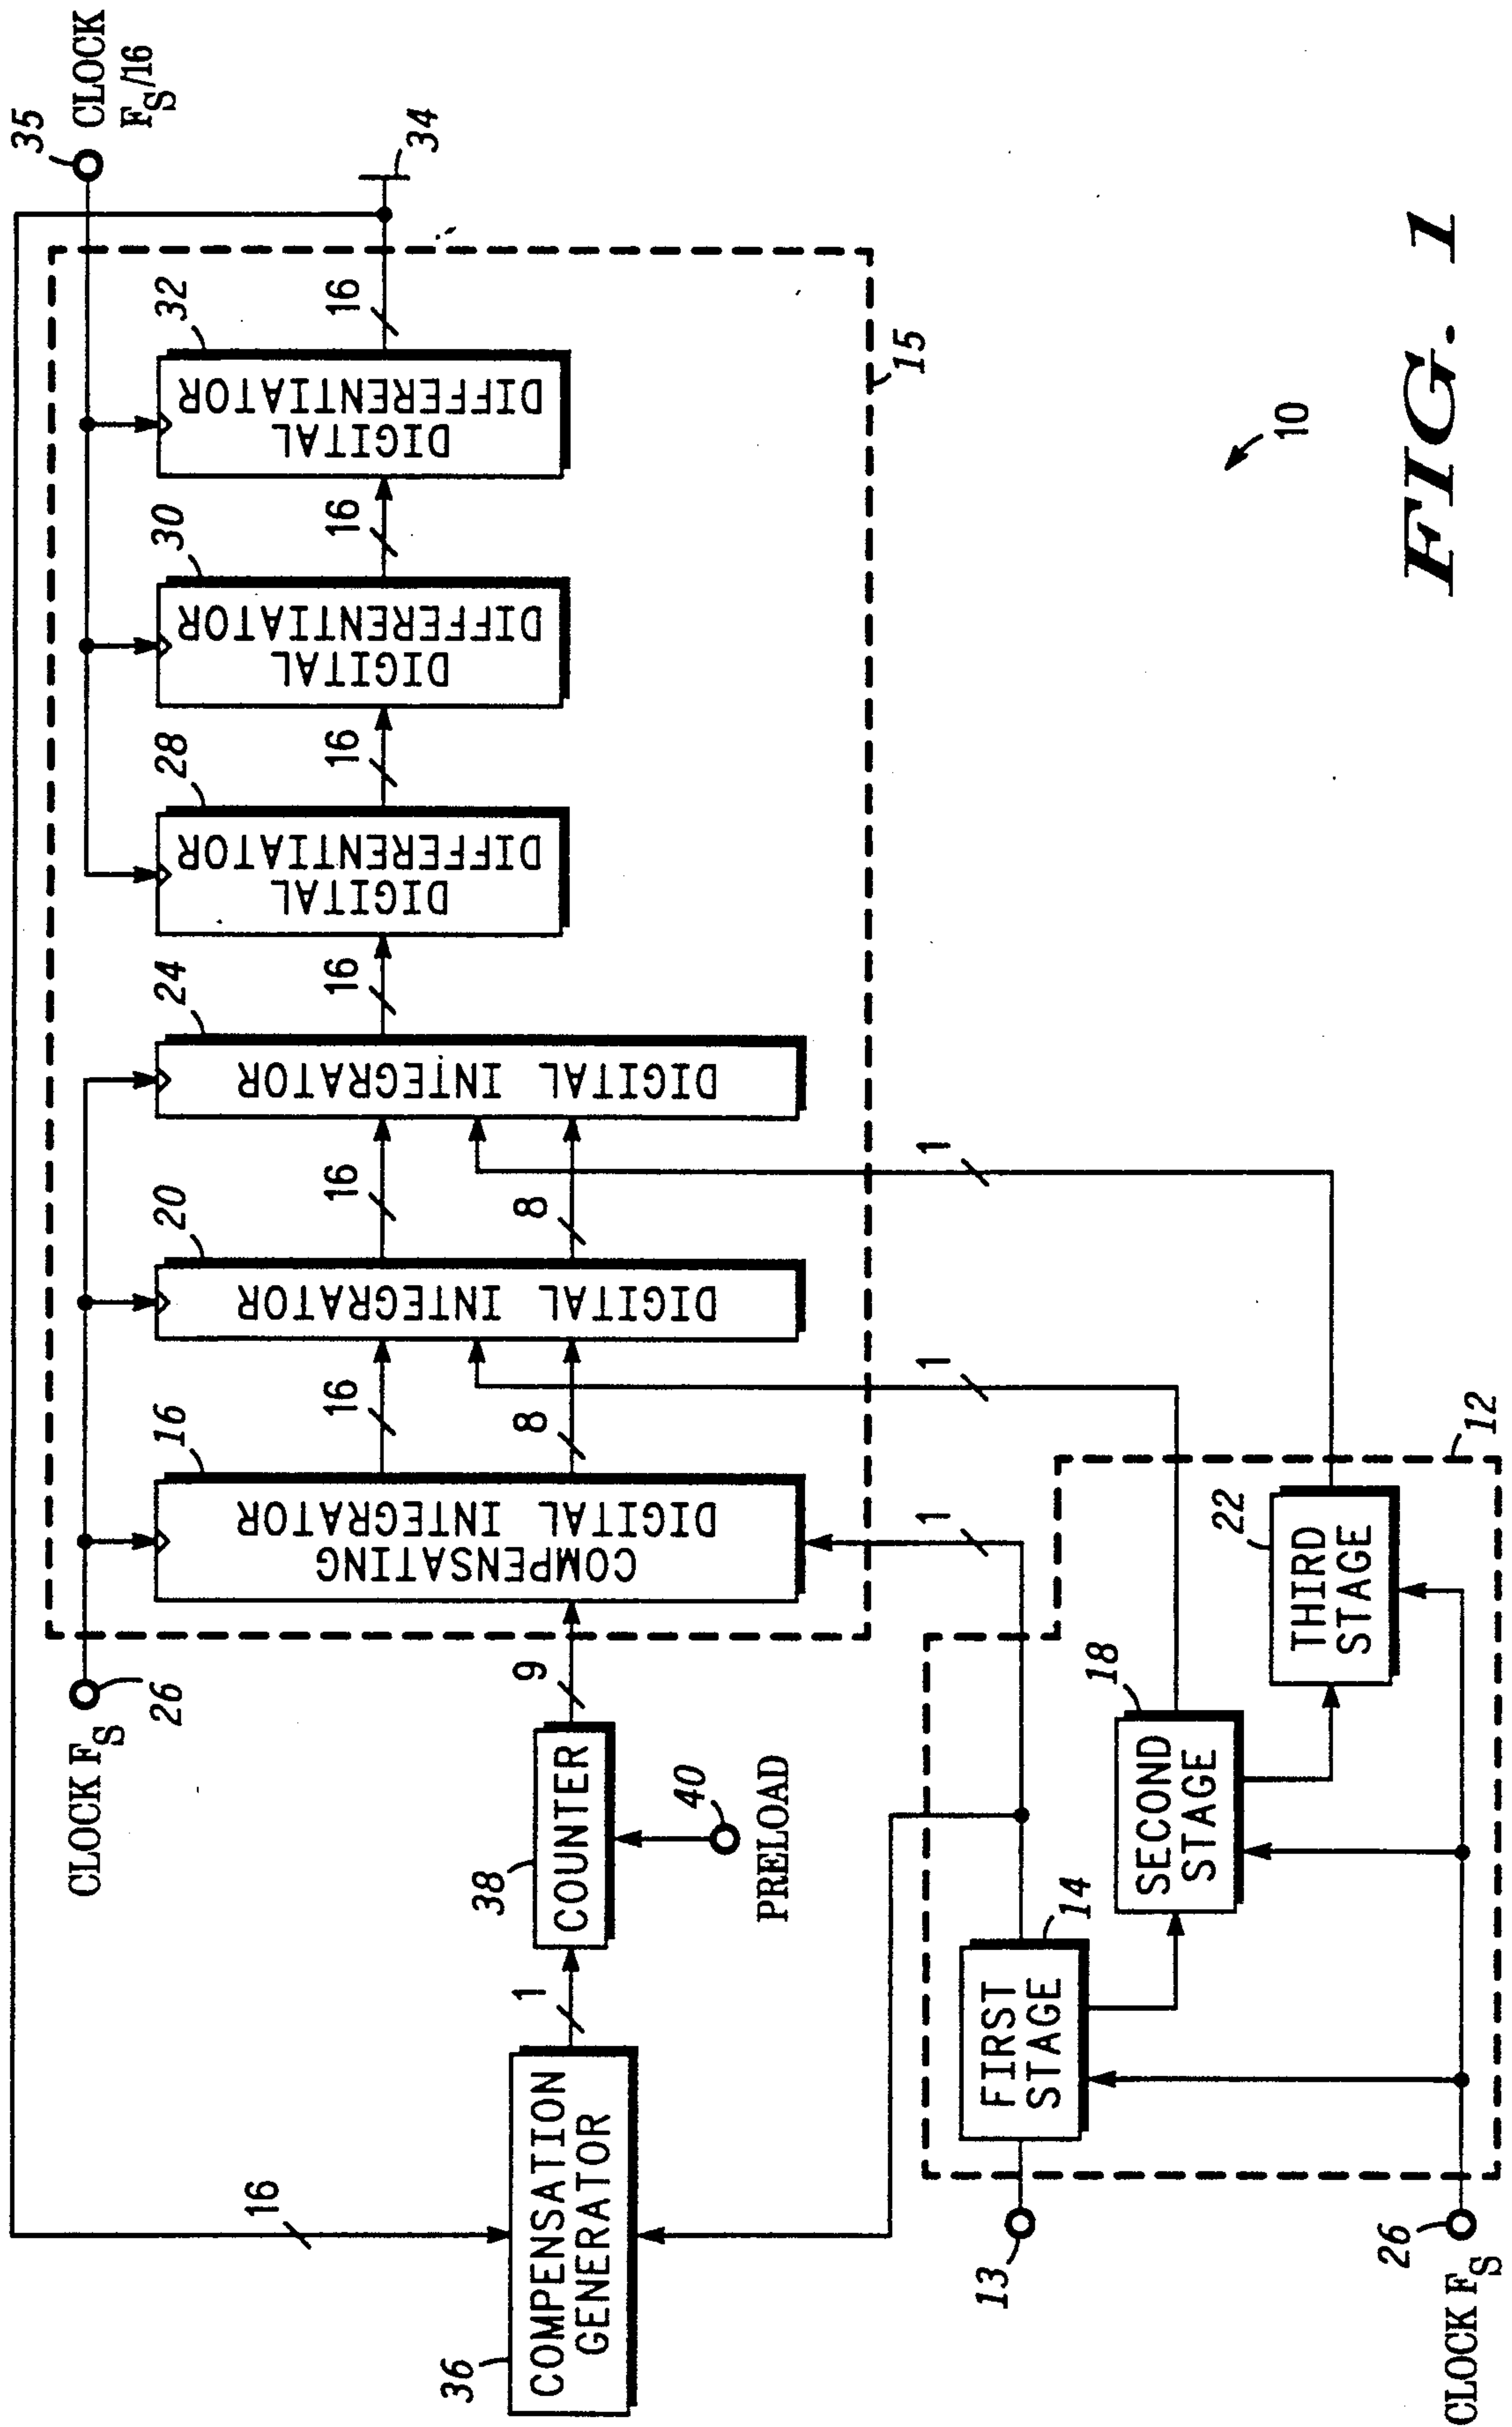 CLOCK
F_S/16
35
34
CLOCK F_S
26
16
COMPENSATING
DIGITAL INTEGRATOR
16
8
20
DIGITAL INTEGRATOR
16
8
24
DIGITAL INTEGRATOR
16
28
DIGITAL
DIFFERENTIATOR
16
30
DIGITAL
DIFFERENTIATOR
16
32
DIGITAL
DIFFERENTIATOR
16
15
16
36
COMPENSATION
GENERATOR
1
38
COUNTER
9
40
PRELOAD
1
1
1
13
FIRST
STAGE
14
SECOND
STAGE
18
THIRD
STAGE
22
12
26
CLOCK F_S
10
FIG. 1